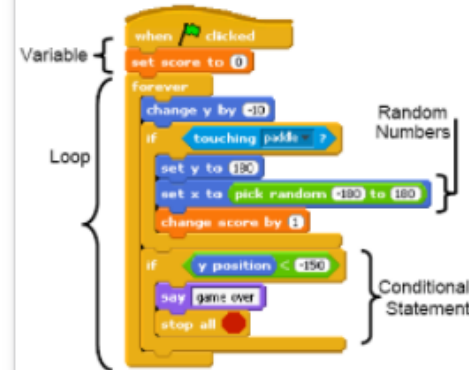 when clicked
Variable
set score to 0
forever
change y by -10
Random
Numbers
if touching paddle ?
Loop
set y to 180
set x to pick random -180 to 180
change score by 1
if y position < -150
Conditional
Statement
say game over
stop all